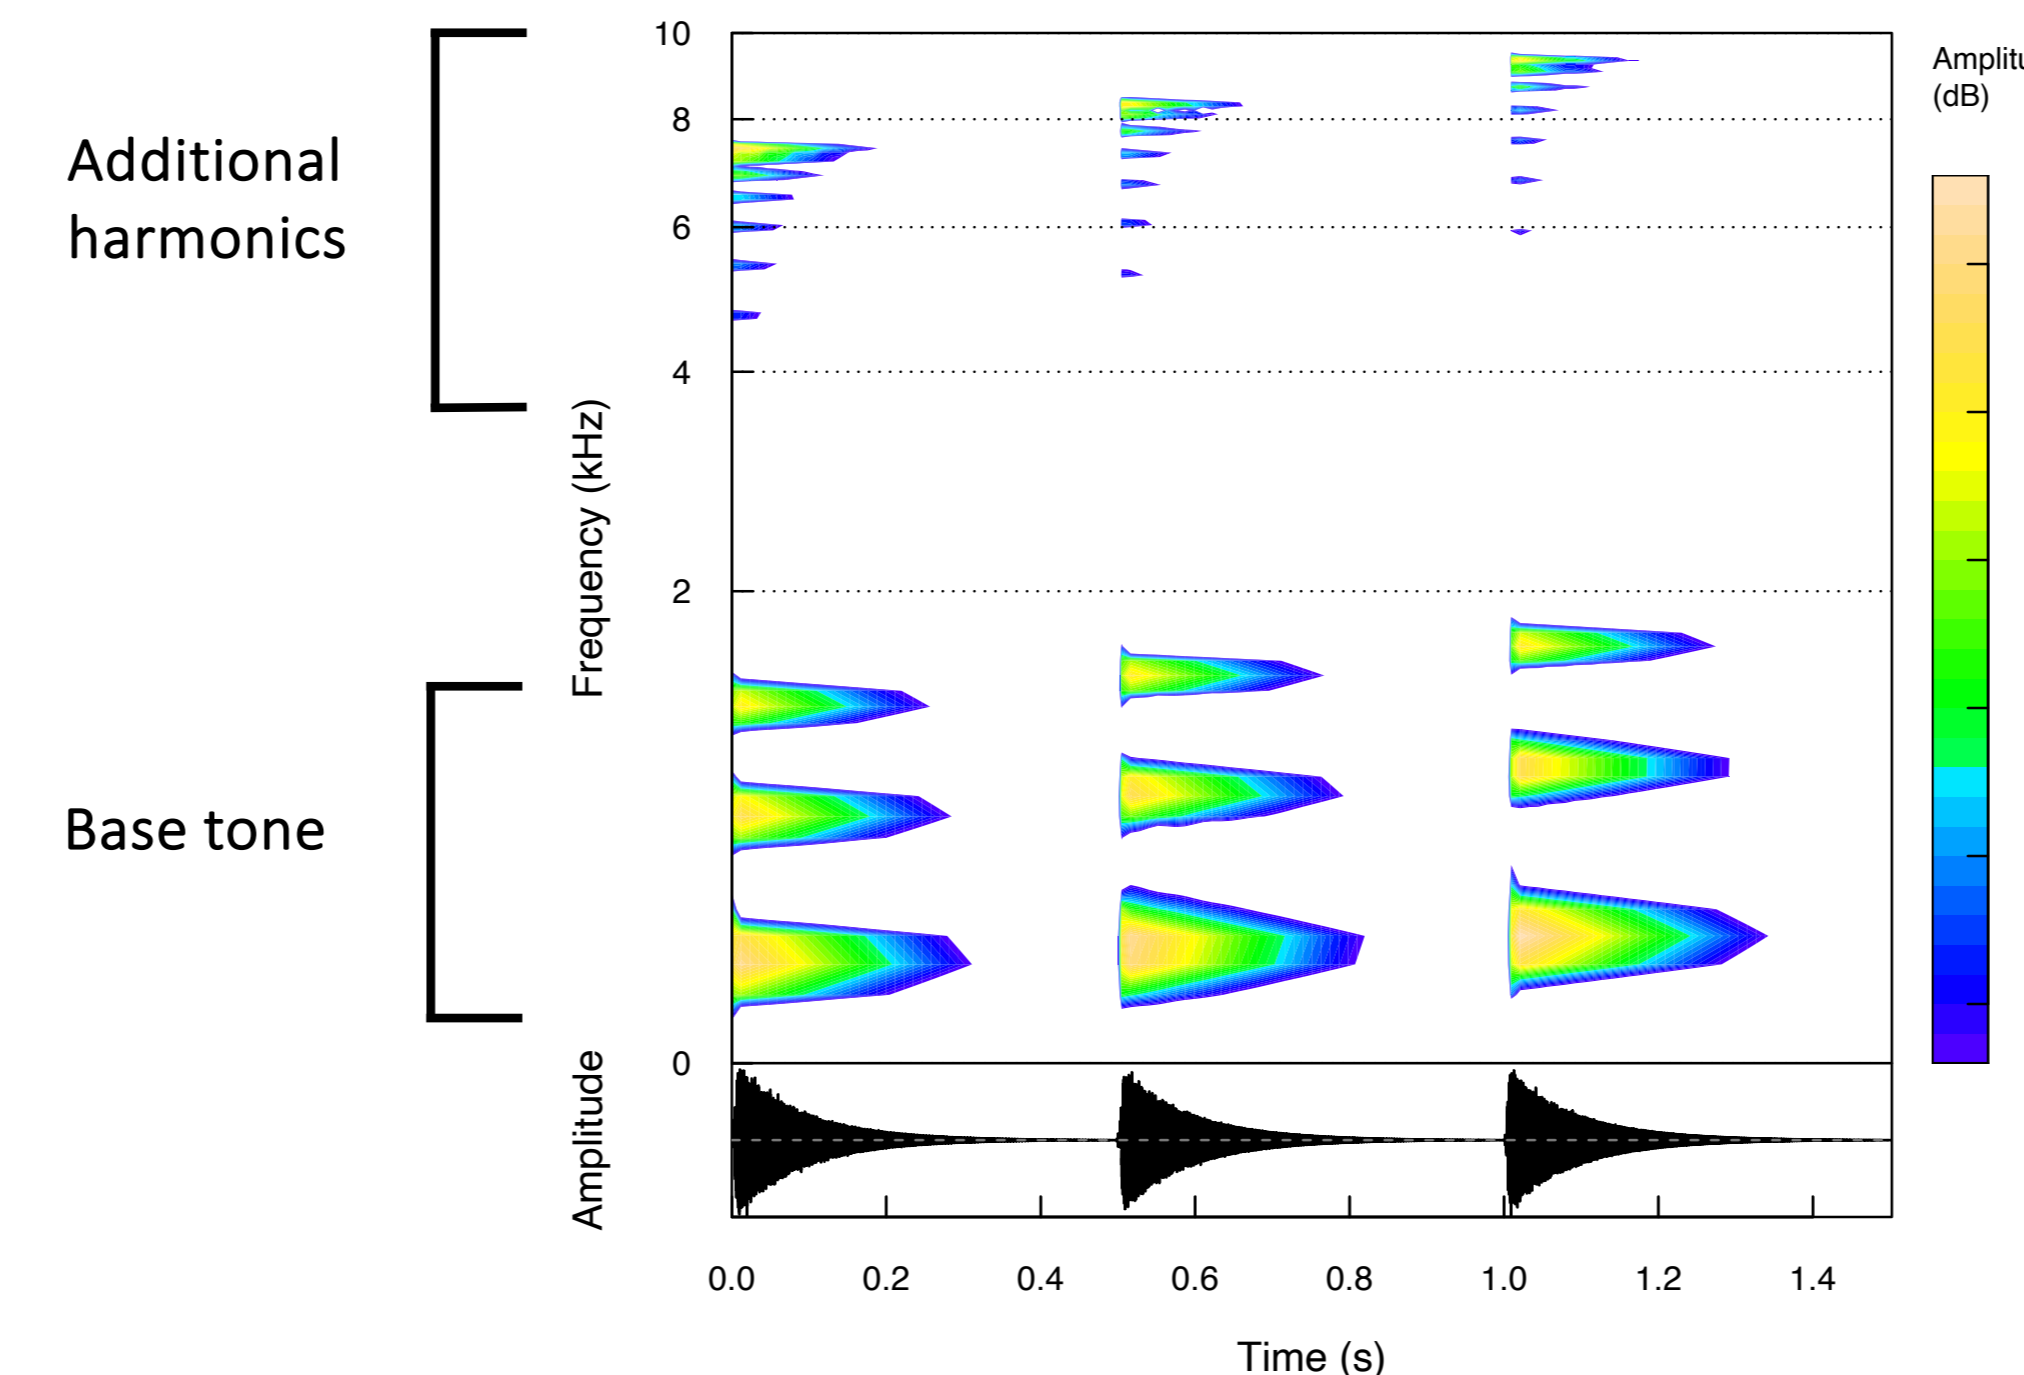 Additional
harmonics
Base tone
Frequency (kHz)
10
8
6
4
2
0
Amplitude
0.0 0.2 0.4 0.6 0.8 1.0 1.2 1.4
Time (s)
Amplitu
(dB)